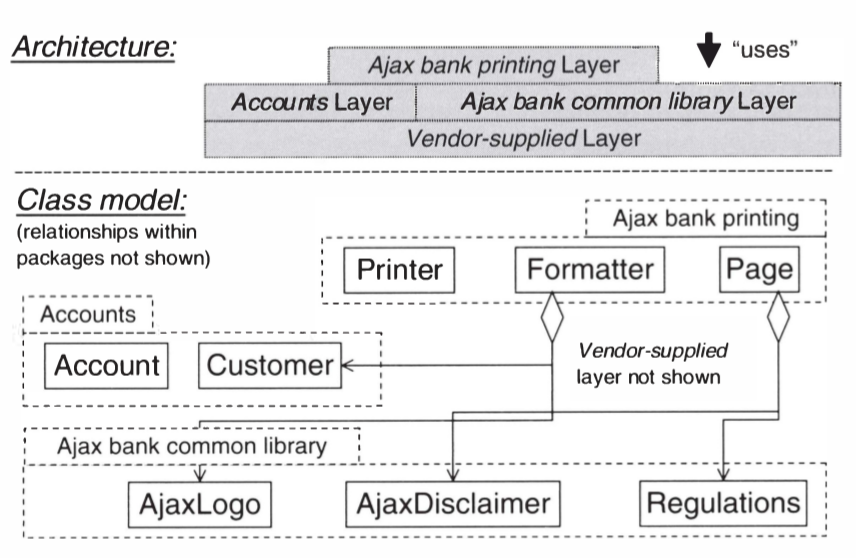 Architecture:
Ajax bank printing Layer
"uses"
Accounts Layer
Ajax bank common library Layer
Vendor-supplied Layer
Class model:
(relationships within
packages not shown)
Ajax bank printing
Printer
Formatter
Page
Accounts
Account
Customer
Vendor-supplied
layer not shown
Ajax bank common library
AjaxLogo
AjaxDisclaimer
Regulations